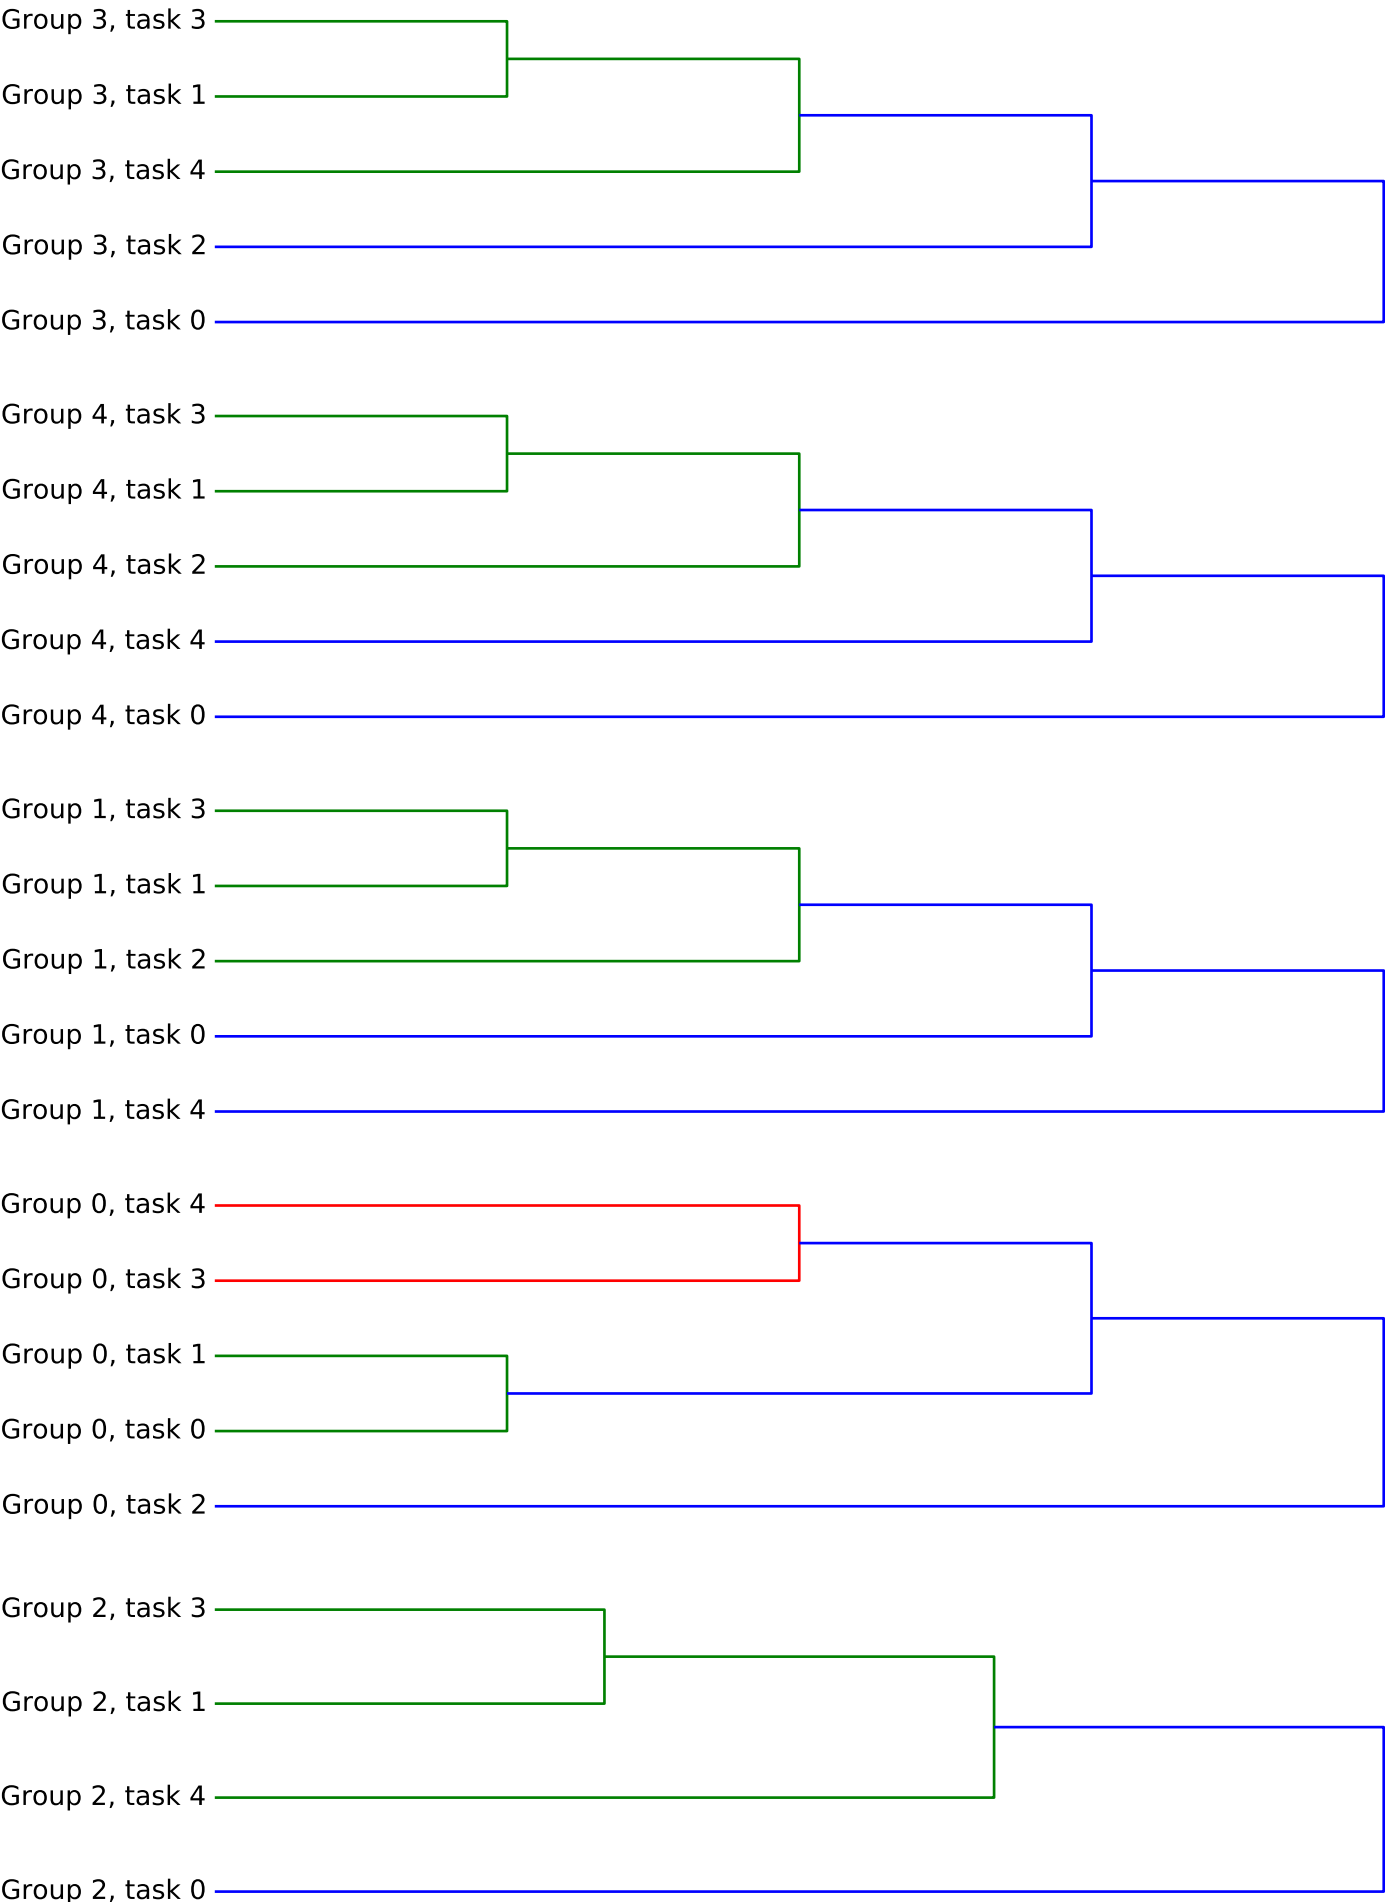 Group 3, task 3
Group 3, task 1
Group 3, task 4
Group 3, task 2
Group 3, task 0
Group 4, task 3
Group 4, task 1
Group 4, task 2
Group 4, task 4
Group 4, task 0
Group 1, task 3
Group 1, task 1
Group 1, task 2
Group 1, task 0
Group 1, task 4
Group 0, task 4
Group 0, task 3
Group 0, task 1
Group 0, task 0
Group 0, task 2
Group 2, task 3
Group 2, task 1
Group 2, task 4
Group 2, task 0